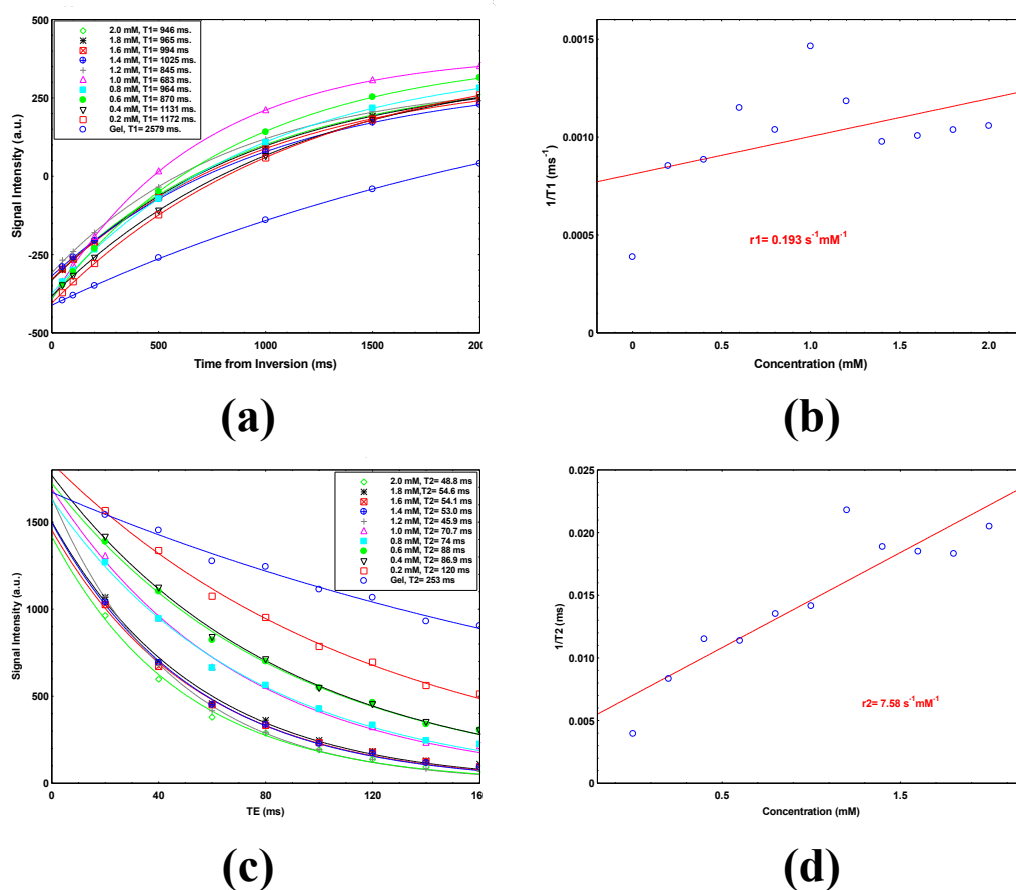 500
250
0
-250
-500
Signal Intensity (a.u.)
2.0 mM, T1= 946 ms.
1.8 mM, T1= 965 ms.
1.6 mM, T1= 994 ms
1.4 mM, T1= 1025 ms.
1.2 mM, T1= 845 ms.
1.0 mM, T1= 683 ms.
0.8 mM, T1= 964 ms
0.6 mM, T1= 870 ms
0.4 mM, T1= 1131 ms
0.2 mM, T1= 1172 ms
Gel, T1= 2579 ms.
0 500 1000 1500 200
Time from Inversion (ms)
(a)
0.0015
0.0010
0.0005
0
1/T1 (ms⁻¹)
r1= 0.193 s⁻¹mM⁻¹
0 0.5 1.0 1.5 2.0
Concentration (mM)
(b)
1500
1000
500
0
Signal Intensity (a.u.)
2.0 mM, T2= 48.8 ms
1.8 mM,T2= 54.6 ms
1.6 mM, T2= 54.1 ms
1.4 mM, T2= 53.0 ms
1.2 mM, T2= 45.9 ms
1.0 mM, T2= 70.7 ms
0.8 mM, T2= 74 ms
0.6 mM, T2= 88 ms
0.4 mM, T2= 86.9 ms
0.2 mM, T2= 120 ms
Gel, T2= 253 ms
0 40 80 120 160
TE (ms)
(c)
0.025
0.020
0.015
0.010
0.005
0
1/T2 (ms)
r2= 7.58 s⁻¹mM⁻¹
0.5 1.5
Concentration (mM)
(d)